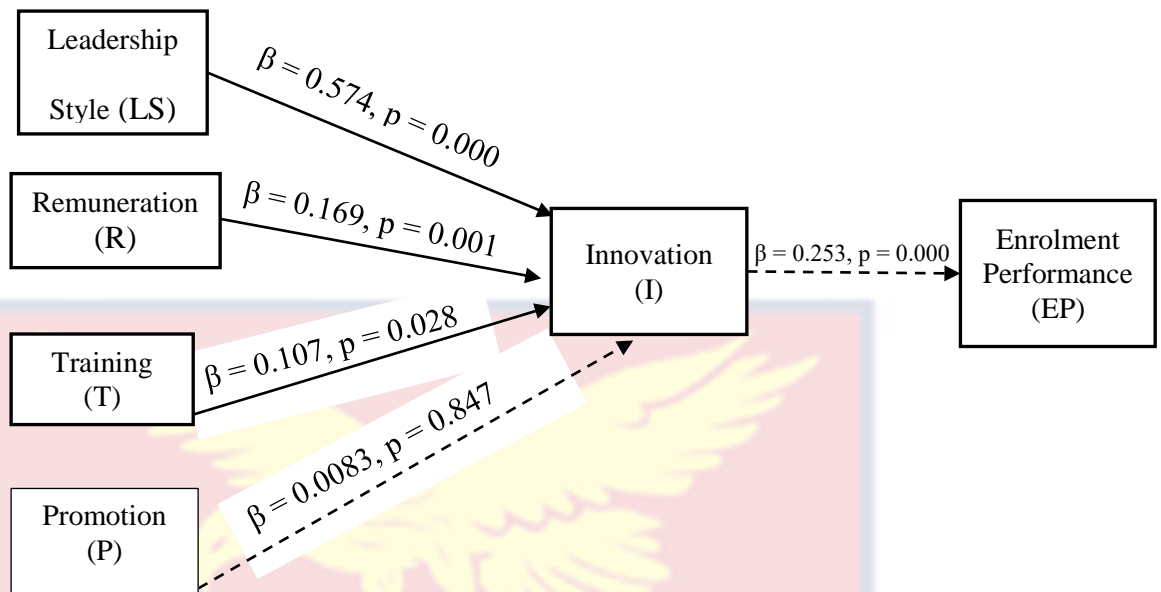 Leadership
Style (LS)
β = 0.574, p = 0.000
Remuneration
(R)
β = 0.169, p = 0.001
Training
(T)
β = 0.107, p = 0.028
Promotion
(P)
β = 0.0083, p = 0.847
Innovation
(I)
β = 0.253, p = 0.000
Enrolment
Performance
(EP)